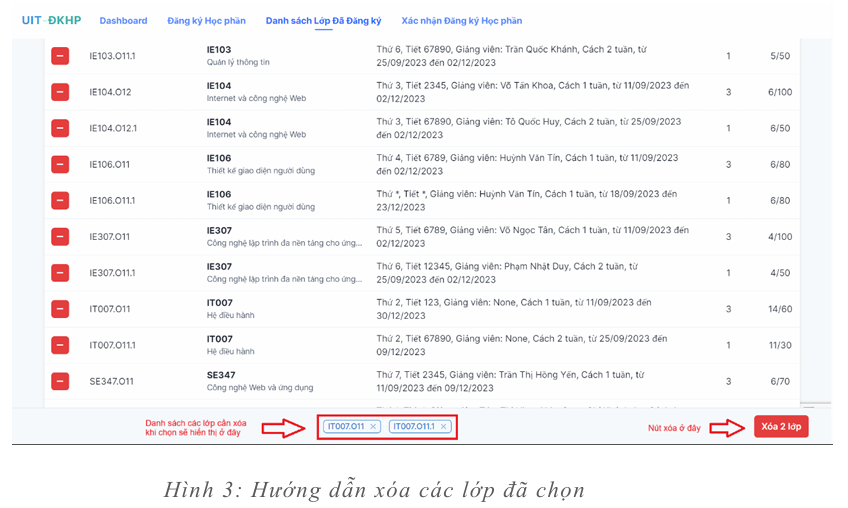 UIT-ĐKHP Dashboard Đăng ký Học phần Danh sách Lớp Đã Đăng ký Xác nhận Đăng ký Học phần
IE103.O11.1
IE103
Quản lý thông tin
Thứ 6, Tiết 67890, Giảng viên: Trần Quốc Khánh, Cách 2 tuần, từ
25/09/2023 đến 02/12/2023
1 5/50
IE104.O12
IE104
Internet và công nghệ Web
Thứ 3, Tiết 2345, Giảng viên: Võ Tấn Khoa, Cách 1 tuần, từ 11/09/2023 đến
02/12/2023
3 6/100
IE104.O12.1
IE104
Internet và công nghệ Web
Thứ 3, Tiết 67890, Giảng viên: Tô Quốc Huy, Cách 2 tuần, từ 25/09/2023
đến 02/12/2023
1 6/50
IE106.O11
IE106
Thiết kế giao diện người dùng
Thứ 4, Tiết 6789, Giảng viên: Huỳnh Văn Tín, Cách 1 tuần, từ 11/09/2023
đến 02/12/2023
3 6/80
IE106.O11.1
IE106
Thiết kế giao diện người dùng
Thứ *, Tiết *, Giảng viên: Huỳnh Văn Tín, Cách 1 tuần, từ 18/09/2023 đến
23/12/2023
1 6/80
IE307.O11
IE307
Công nghệ lập trình đa nền tảng cho ứng...
Thứ 5, Tiết 6789, Giảng viên: Võ Ngọc Tân, Cách 1 tuần, từ 11/09/2023 đến
02/12/2023
3 4/100
IE307.O11.1
IE307
Công nghệ lập trình đa nền tảng cho ứng...
Thứ 6, Tiết 12345, Giảng viên: Phạm Nhật Duy, Cách 2 tuần, từ
25/09/2023 đến 02/12/2023
1 4/50
IT007.O11
IT007
Hệ điều hành
Thứ 2, Tiết 123, Giảng viên: None, Cách 1 tuần, từ 11/09/2023 đến
30/12/2023
3 14/60
IT007.O11.1
IT007
Hệ điều hành
Thứ 2, Tiết 67890, Giảng viên: None, Cách 2 tuần, từ 25/09/2023 đến
09/12/2023
1 11/30
SE347.O11
SE347
Công nghệ Web và ứng dụng
Thứ 7, Tiết 2345, Giảng viên: Trần Thị Hồng Yến, Cách 1 tuần, từ
11/09/2023 đến 09/12/2023
3 6/70
Danh sách các lớp cần xóa
khi chọn sẽ hiển thị ở đây
IT007.O11 × IT007.O11.1 ×
Nút xóa ở đây
Xóa 2 lớp
Hình 3: Hướng dẫn xóa các lớp đã chọn